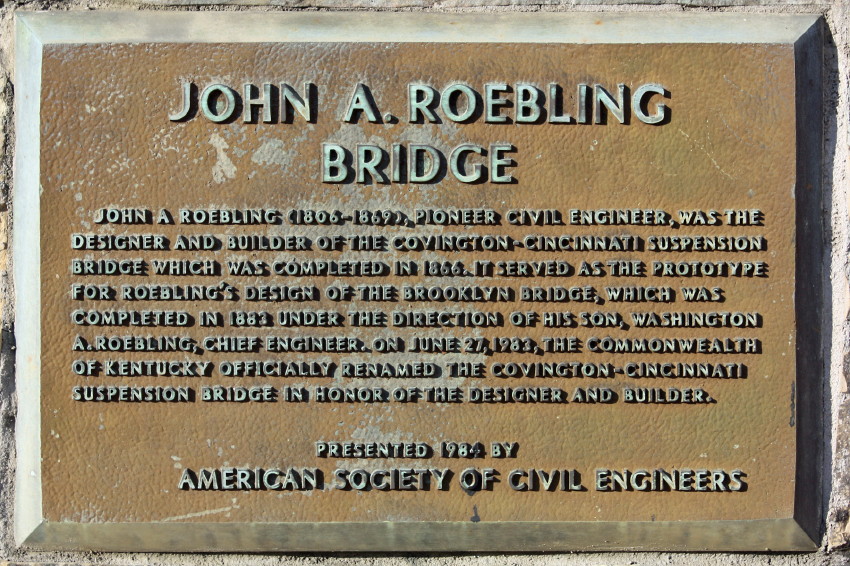 JOHN A. ROEBLING
BRIDGE
JOHN A ROEBLING (1806-1869), PIONEER CIVIL ENGINEER, WAS THE
DESIGNER AND BUILDER OF THE COVINGTON-CINCINNATI SUSPENSION
BRIDGE WHICH WAS COMPLETED IN 1866. IT SERVED AS THE PROTOTYPE
FOR ROEBLING'S DESIGN OF THE BROOKLYN BRIDGE, WHICH WAS
COMPLETED IN 1883 UNDER THE DIRECTION OF HIS SON, WASHINGTON
A. ROEBLING, CHIEF ENGINEER. ON JUNE 27, 1983, THE COMMONWEALTH
OF KENTUCKY OFFICIALLY RENAMED THE COVINGTON-CINCINNATI
SUSPENSION BRIDGE IN HONOR OF THE DESIGNER AND BUILDER.
PRESENTED 1984 BY
AMERICAN SOCIETY OF CIVIL ENGINEERS